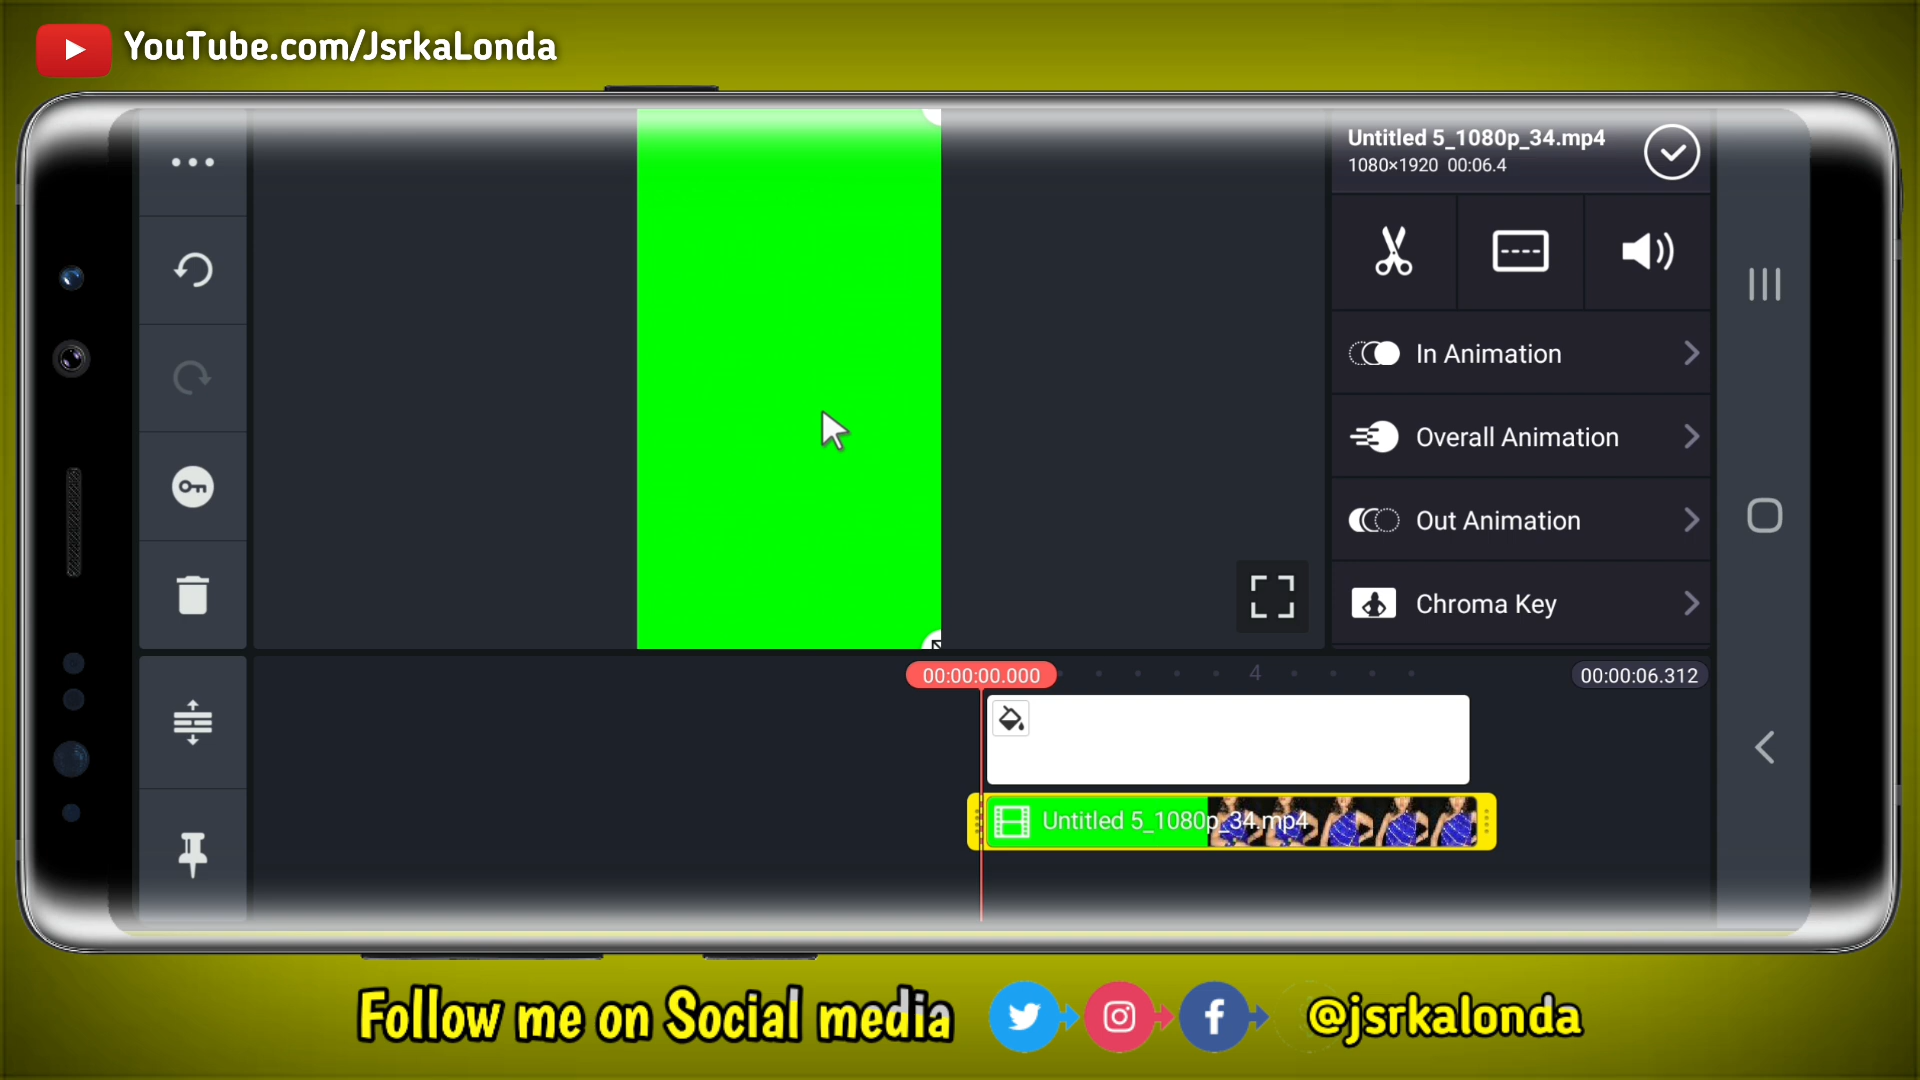 YouTube.com/JsrkaLonda
Untitled 5_1080p_34.mp4
1080×1920 00:06.4
In Animation
Overall Animation
Out Animation
Chroma Key
00:00:00.000
4
00:00:06.312
Untitled 5_1080p_34.mp4
Follow me on Social media
@jsrkalonda